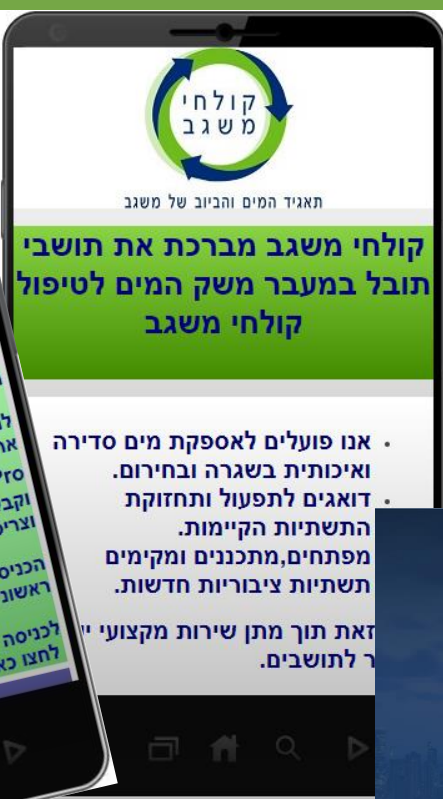 קולחי
משגב
תאגיד המים והביוב של משגב
קולחי משגב מברכת את תושבי
תובל במעבר משק המים לטיפול
קולחי משגב
• אנו פועלים לאספקת מים סדירה
ואיכותית בשגרה ובחירום.
• דואגים לתפעול ותחזוקת
התשתיות הקיימות.
מפתחים,מתכננים ומקימים
תשתיות ציבוריות חדשות.
זאת תוך מתן שירות מקצועי
לתושבים.
לכניסה
לחצו